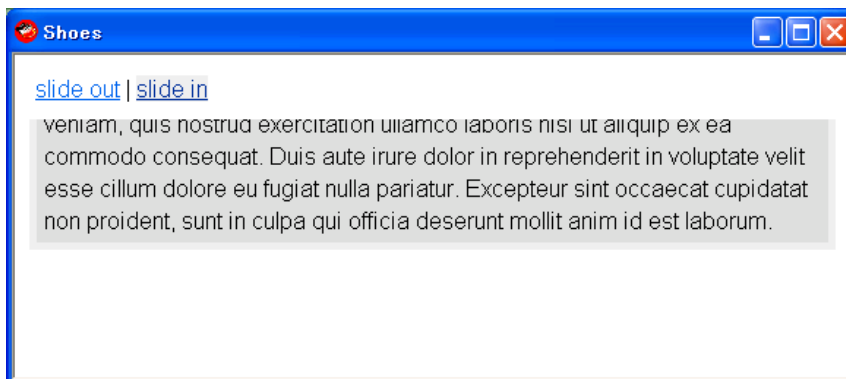 Shoes
slide out | slide in
veniam, quis nostrud exercitation ullamco laboris nisi ut aliquip ex ea
commodo consequat. Duis aute irure dolor in reprehenderit in voluptate velit
esse cillum dolore eu fugiat nulla pariatur. Excepteur sint occaecat cupidatat
non proident, sunt in culpa qui officia deserunt mollit anim id est laborum.